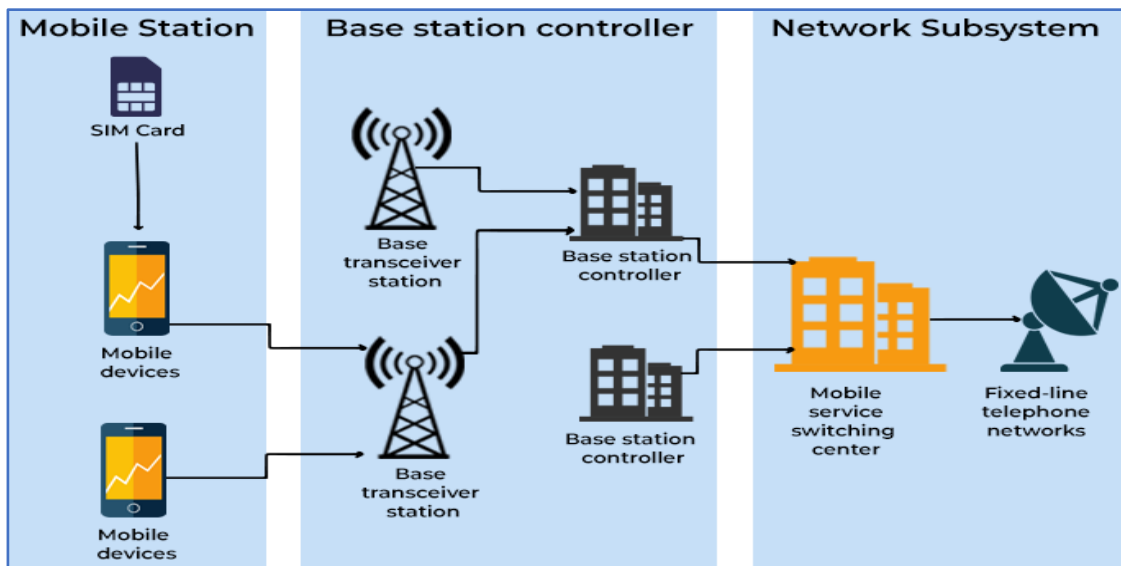 Mobile Station
SIM Card
Mobile
devices
Mobile
devices
Base station controller
Base
transceiver
station
Base station
controller
Base
transceiver
station
Base station
controller
Network Subsystem
Mobile
service
switching
center
Fixed-line
telephone
networks